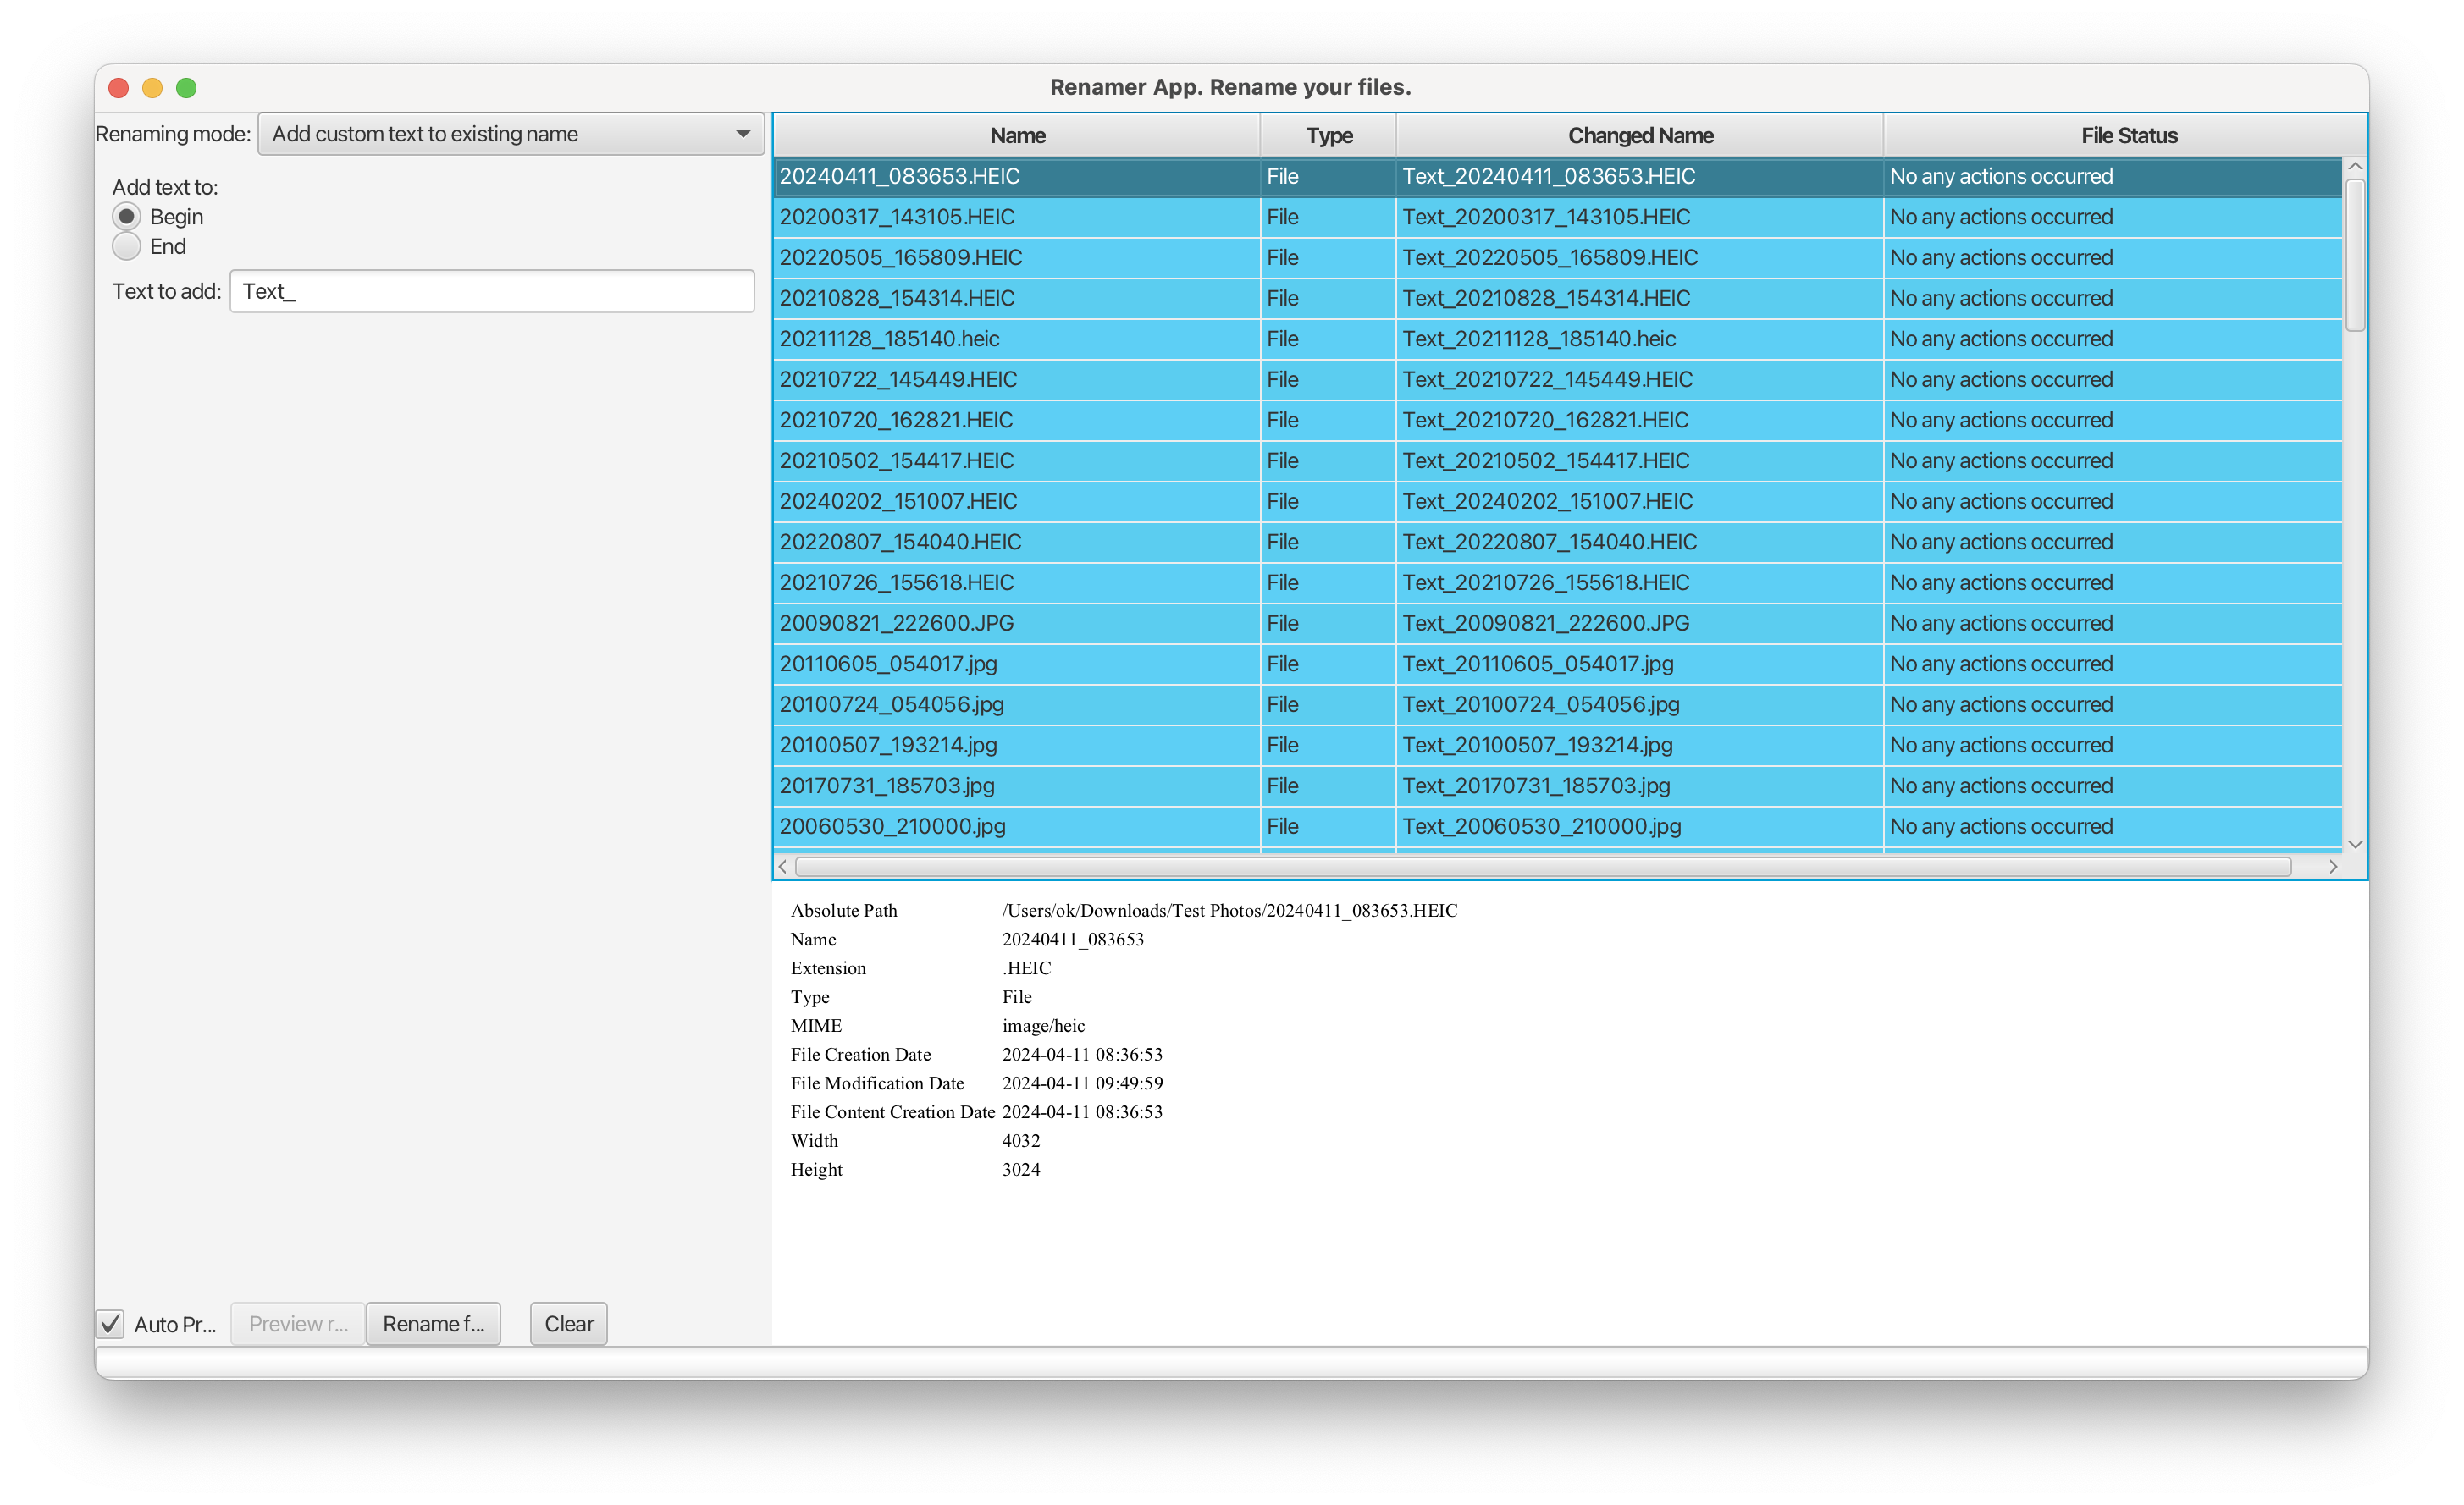 Renamer App. Rename your files.
Renaming mode: Add custom text to existing name
Add text to:
Begin
End
Text to add: Text_
Name Type Changed Name File Status
20240411_083653.HEIC File Text_20240411_083653.HEIC No any actions occurred
20200317_143105.HEIC File Text_20200317_143105.HEIC No any actions occurred
20220505_165809.HEIC File Text_20220505_165809.HEIC No any actions occurred
20210828_154314.HEIC File Text_20210828_154314.HEIC No any actions occurred
20211128_185140.heic File Text_20211128_185140.heic No any actions occurred
20210722_145449.HEIC File Text_20210722_145449.HEIC No any actions occurred
20210720_162821.HEIC File Text_20210720_162821.HEIC No any actions occurred
20210502_154417.HEIC File Text_20210502_154417.HEIC No any actions occurred
20240202_151007.HEIC File Text_20240202_151007.HEIC No any actions occurred
20220807_154040.HEIC File Text_20220807_154040.HEIC No any actions occurred
20210726_155618.HEIC File Text_20210726_155618.HEIC No any actions occurred
20090821_222600.JPG File Text_20090821_222600.JPG No any actions occurred
20110605_054017.jpg File Text_20110605_054017.jpg No any actions occurred
20100724_054056.jpg File Text_20100724_054056.jpg No any actions occurred
20100507_193214.jpg File Text_20100507_193214.jpg No any actions occurred
20170731_185703.jpg File Text_20170731_185703.jpg No any actions occurred
20060530_210000.jpg File Text_20060530_210000.jpg No any actions occurred
Absolute Path /Users/ok/Downloads/Test Photos/20240411_083653.HEIC
Name 20240411_083653
Extension .HEIC
Type File
MIME image/heic
File Creation Date 2024-04-11 08:36:53
File Modification Date 2024-04-11 09:49:59
File Content Creation Date 2024-04-11 08:36:53
Width 4032
Height 3024
Auto Pr... Preview r... Rename f... Clear